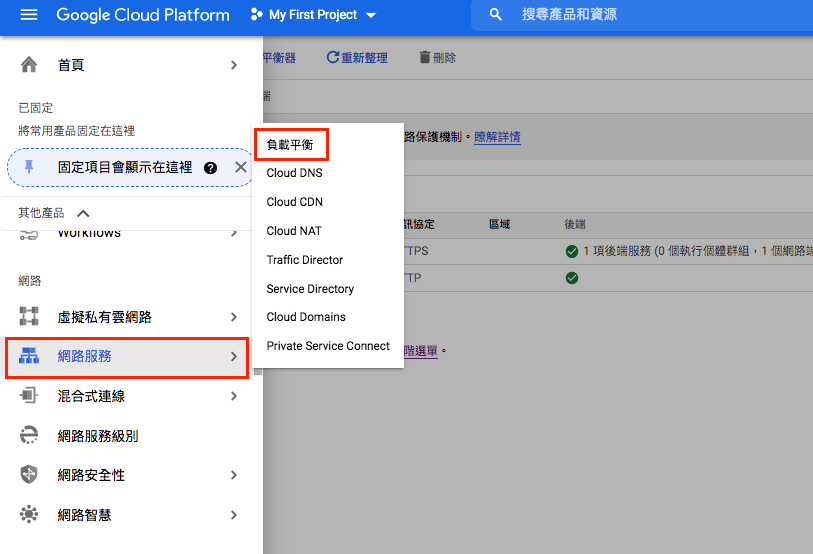 Google Cloud Platform
My First Project
搜尋產品和資源
首頁
平衡器
重新整理
刪除
已固定
將常用產品固定在這裡
固定項目會顯示在這裡
負載平衡
路保護機制。瞭解詳情
Cloud DNS
Cloud CDN
其他產品
Workflows
Cloud NAT
訊協定
區域
後端
Traffic Director
TTPS
1 項後端服務 (0 個執行個體群組，1 個網路端
Service Directory
TTP
網路
虛擬私有雲網路
Cloud Domains
Private Service Connect
階選單。
網路服務
混合式連線
網路服務級別
網路安全性
網路智慧